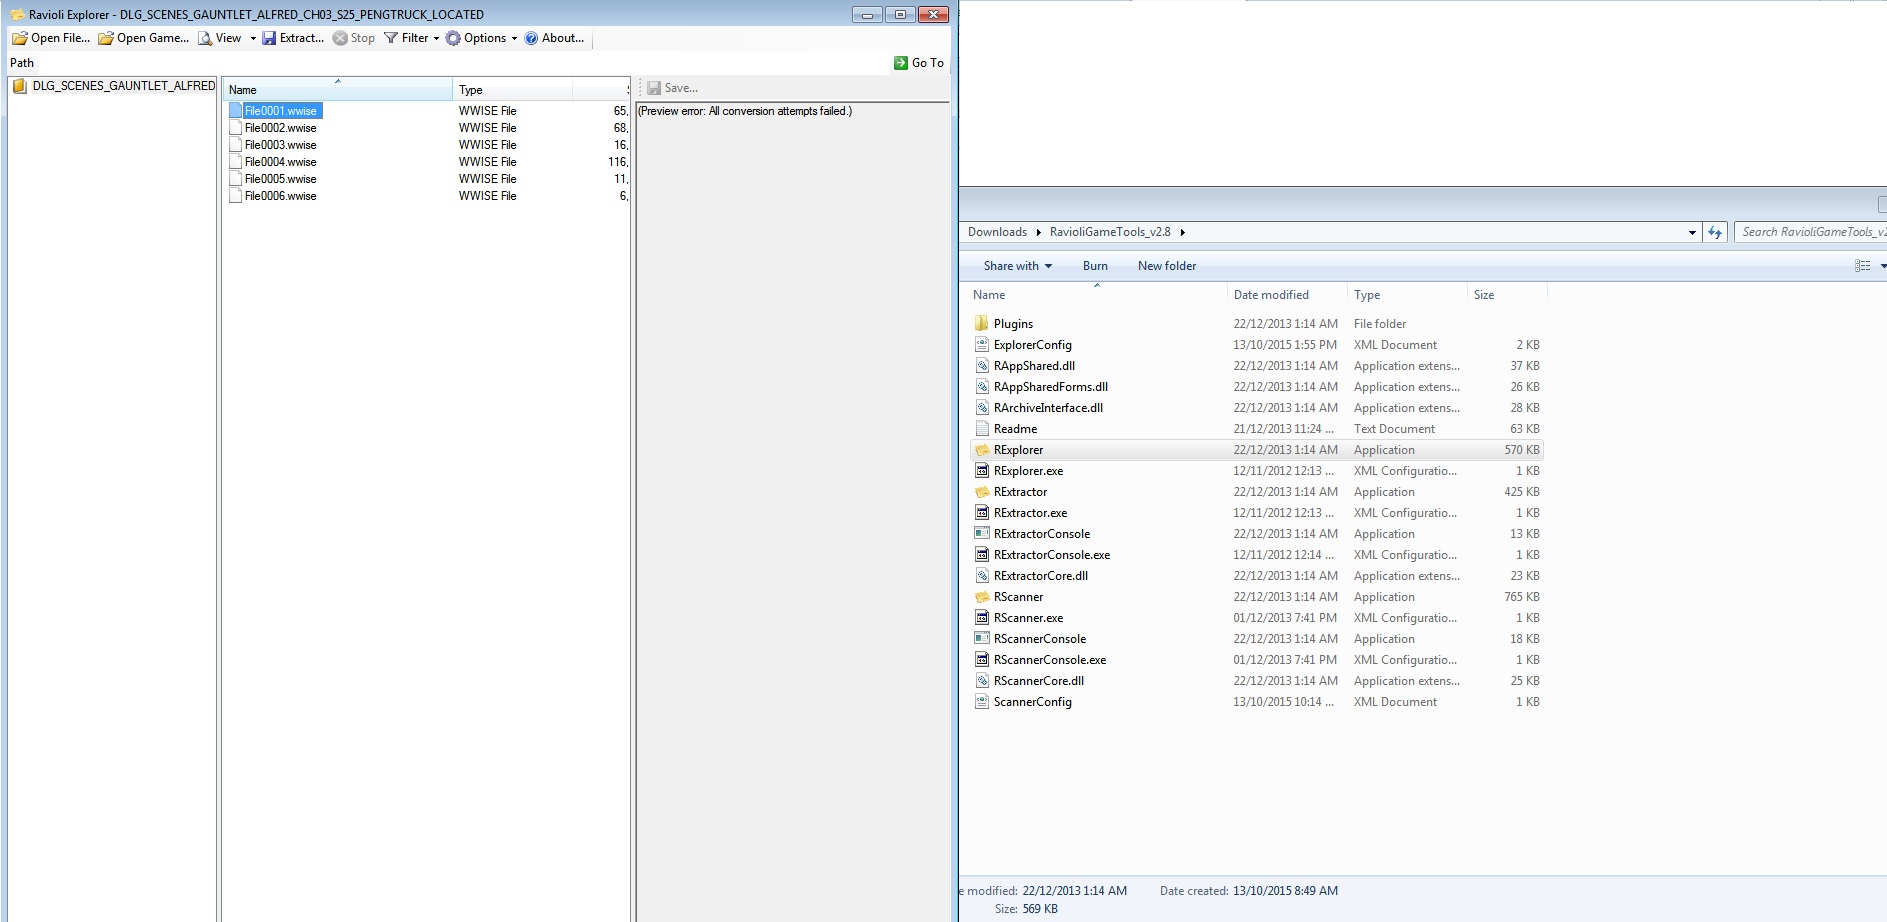 Ravioli Explorer - DLG_SCENES_GAUNTLET_ALFRED_CH03_S25_PENGTRUCK_LOCATED
Open File... Open Game... View Extract... Stop Filter Options About...
Path Go To
DLG_SCENES_GAUNTLET_ALFRED
Name Type
File0001.wwise WWISE File 65,
File0002.wwise WWISE File 68,
File0003.wwise WWISE File 16,
File0004.wwise WWISE File 116,
File0005.wwise WWISE File 11,
File0006.wwise WWISE File 6,
Save...
(Preview error: All conversion attempts failed.)
Downloads RavioliGameTools_v2.8 Search RavioliGameTools_v2
Share with Burn New folder
Name Date modified Type Size
Plugins 22/12/2013 1:14 AM File folder
ExplorerConfig 13/10/2015 1:55 PM XML Document 2 KB
RAppShared.dll 22/12/2013 1:14 AM Application extens... 37 KB
RAppSharedForms.dll 22/12/2013 1:14 AM Application extens... 26 KB
RArchiveInterface.dll 22/12/2013 1:14 AM Application extens... 28 KB
Readme 21/12/2013 11:24 ... Text Document 63 KB
RExplorer 22/12/2013 1:14 AM Application 570 KB
RExplorer.exe 12/11/2012 12:13 ... XML Configuratio... 1 KB
RExtractor 22/12/2013 1:14 AM Application 425 KB
RExtractor.exe 12/11/2012 12:13 ... XML Configuratio... 1 KB
RExtractorConsole 22/12/2013 1:14 AM Application 13 KB
RExtractorConsole.exe 12/11/2012 12:14 ... XML Configuratio... 1 KB
RExtractorCore.dll 22/12/2013 1:14 AM Application extens... 23 KB
RScanner 22/12/2013 1:14 AM Application 765 KB
RScanner.exe 01/12/2013 7:41 PM XML Configuratio... 1 KB
RScannerConsole 22/12/2013 1:14 AM Application 18 KB
RScannerConsole.exe 01/12/2013 7:41 PM XML Configuratio... 1 KB
RScannerCore.dll 22/12/2013 1:14 AM Application extens... 25 KB
ScannerConfig 13/10/2015 10:14 ... XML Document 1 KB
e modified: 22/12/2013 1:14 AM Date created: 13/10/2015 8:49 AM
Size: 569 KB